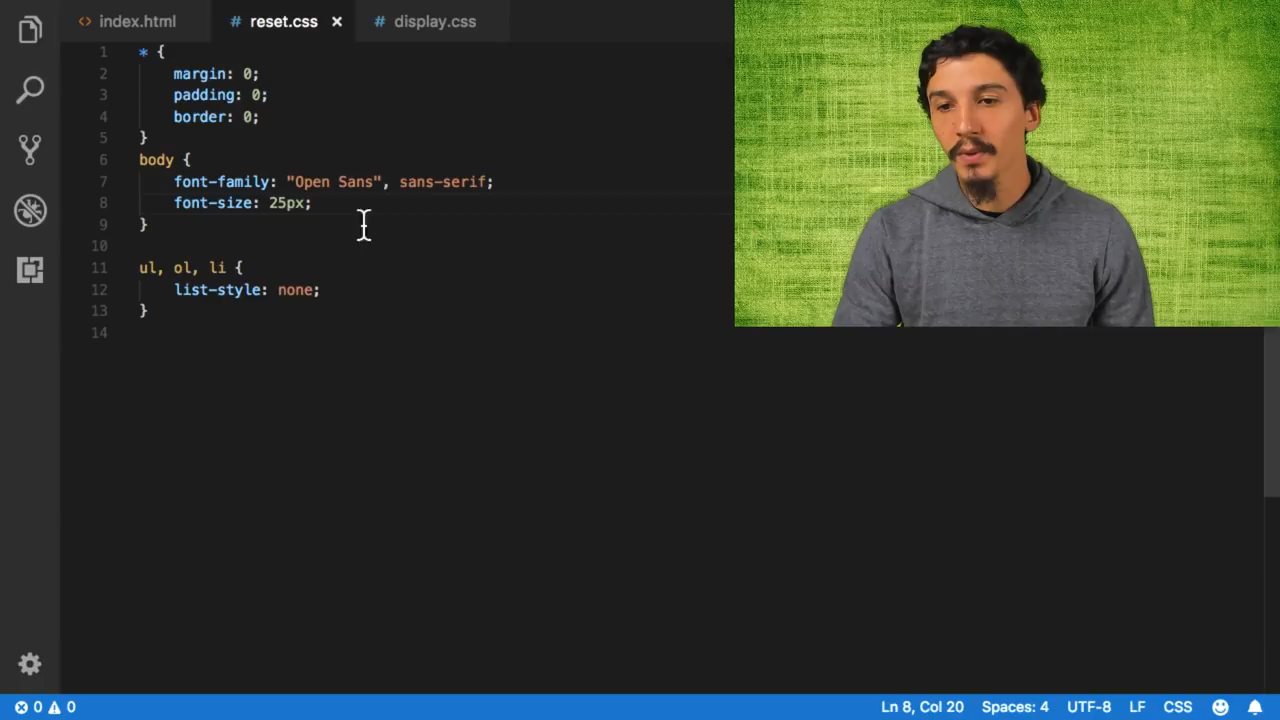 index.html
# reset.css ×
# display.css
1 * {
2 margin: 0;
3 padding: 0;
4 border: 0;
5 }
6 body {
7 font-family: "Open Sans", sans-serif;
8 font-size: 25px;
9 }
10
11 ul, ol, li {
12 list-style: none;
13 }
14
0 0
Ln 8, Col 20 Spaces: 4 UTF-8 LF CSS